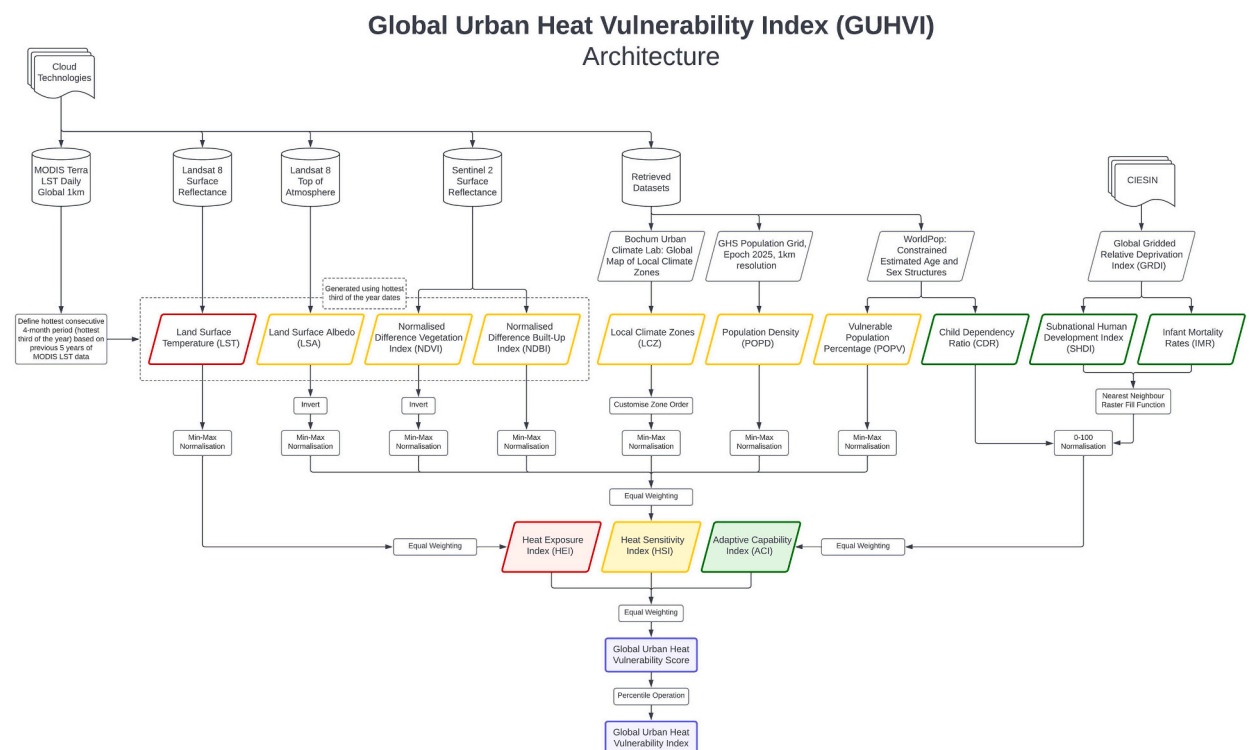 Global Urban Heat Vulnerability Index (GUHVI)
Architecture
Cloud
Technologies
MODIS Terra
LST Daily
Global 1km
Landsat 8
Surface
Reflectance
Landsat 8
Top of
Atmosphere
Sentinel 2
Surface
Reflectance
Retrieved
Datasets
CIESIN
Bochum Urban
Climate Lab: Global
Map of Local Climate
Zones
GHS Population Grid,
Epoch 2025, 1km
resolution
WorldPop:
Constrained
Estimated Age and
Sex Structures
Global Gridded
Relative Deprivation
Index (GRDI)
Generated using hottest
third of the year dates
Define hottest consecutive
4-month period (hottest
third of the year) based on
previous 5 years of
MODIS LST data
Land Surface
Temperature (LST)
Land Surface Albedo
(LSA)
Normalised
Difference Vegetation
Index (NDVI)
Normalised
Difference Built-Up
Index (NDBI)
Local Climate Zones
(LCZ)
Population Density
(POPD)
Vulnerable
Population
Percentage (POPV)
Child Dependency
Ratio (CDR)
Subnational Human
Development Index
(SHDI)
Infant Mortality
Rates (IMR)
Invert
Invert
Customise Zone Order
Nearest Neighbour
Raster Fill Function
Min-Max
Normalisation
Min-Max
Normalisation
Min-Max
Normalisation
Min-Max
Normalisation
Min-Max
Normalisation
Min-Max
Normalisation
Min-Max
Normalisation
0-100
Normalisation
Equal Weighting
Equal Weighting
Heat Exposure
Index (HEI)
Heat Sensitivity
Index (HSI)
Adaptive Capability
Index (ACI)
Equal Weighting
Equal Weighting
Global Urban Heat
Vulnerability Score
Percentile Operation
Global Urban Heat
Vulnerability Index